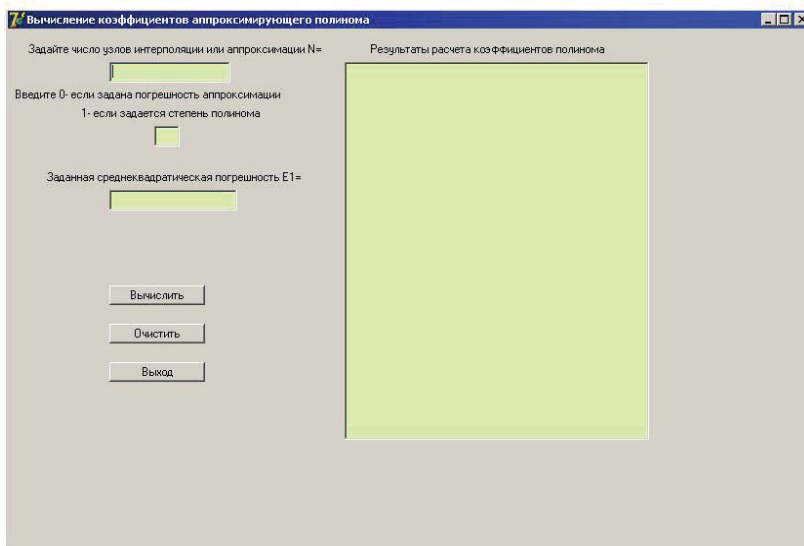 Вычисление коэффициентов аппроксимирующего полинома
Задайте число узлов интерполяции или аппроксимации N=
Введите 0- если задана погрешность аппроксимации
1- если задается степень полинома
Заданная среднеквадратическая погрешность E1=
Вычислить
Очистить
Выход
Результаты расчета коэффициентов полинома